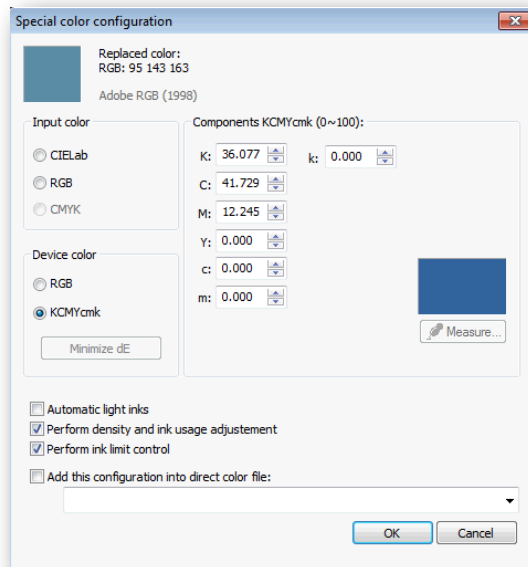 Special color configuration
Replaced color:
RGB: 95 143 163
Adobe RGB (1998)
Input color
CIELab
RGB
CMYK
Device color
RGB
KCMYcmk
Minimize dE
Components KCMYcmk (0~100):
K: 36.077 k: 0.000
C: 41.729
M: 12.245
Y: 0.000
c: 0.000
m: 0.000
Measure...
Automatic light inks
Perform density and ink usage adjustement
Perform ink limit control
Add this configuration into direct color file:
OK Cancel